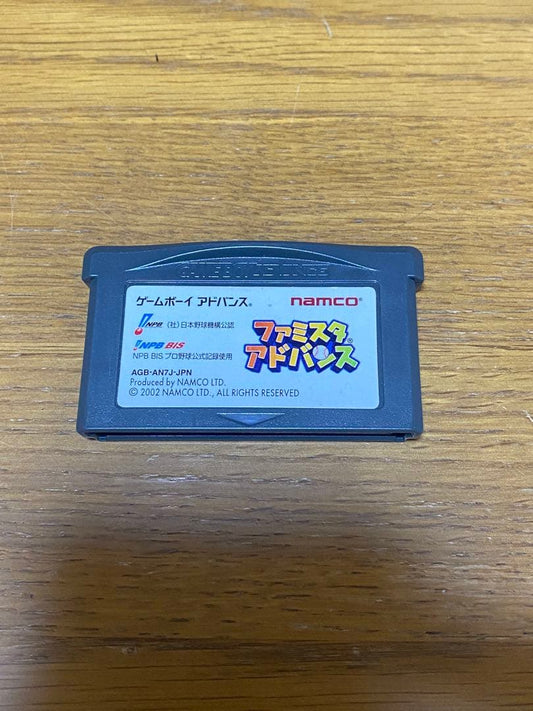 GAME BOY ADVANCE
ゲームボーイ アドバンス®
namco®
NPB (社)日本野球機構公認
NPB BIS
NPB BIS プロ野球公式記録使用
ファミスタ®
アドバンス
AGB-AN7J-JPN
Produced by NAMCO LTD.
© 2002 NAMCO LTD., ALL RIGHTS RESERVED